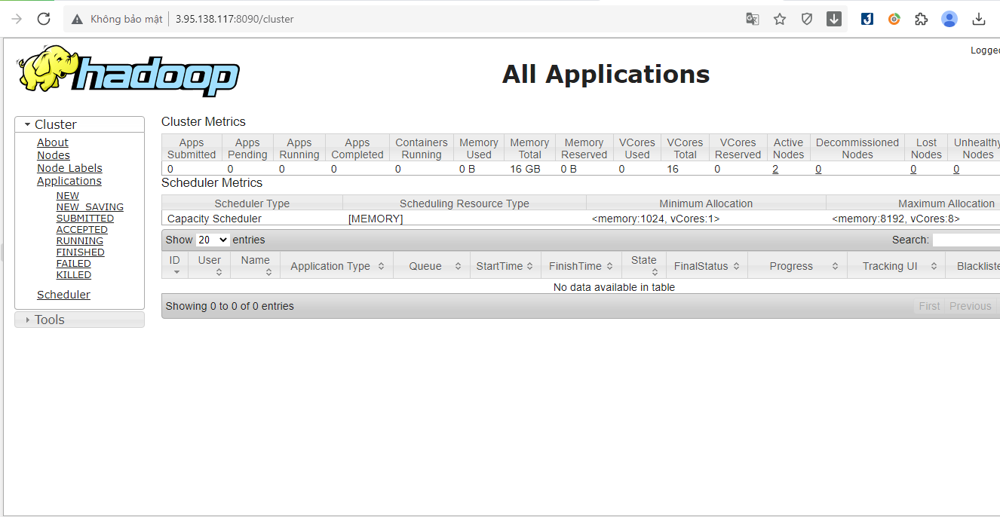 Không bảo mật 3.95.138.117:8090/cluster
hadoop
All Applications
Logged
Cluster
About
Nodes
Node Labels
Applications
NEW
NEW_SAVING
SUBMITTED
ACCEPTED
RUNNING
FINISHED
FAILED
KILLED
Scheduler
Tools
Cluster Metrics
Apps Submitted Apps Pending Apps Running Apps Completed Containers Running Memory Used Memory Total Memory Reserved VCores Used VCores Total VCores Reserved Active Nodes Decommissioned Nodes Lost Nodes Unhealthy Nodes
0 0 0 0 0 0 B 16 GB 0 B 0 16 0 2 0 0 0
Scheduler Metrics
Scheduler Type Scheduling Resource Type Minimum Allocation Maximum Allocation
Capacity Scheduler [MEMORY] <memory:1024, vCores:1> <memory:8192, vCores:8>
Show 20 entries Search:
ID User Name Application Type Queue StartTime FinishTime State FinalStatus Progress Tracking UI Blackliste
No data available in table
Showing 0 to 0 of 0 entries First Previous